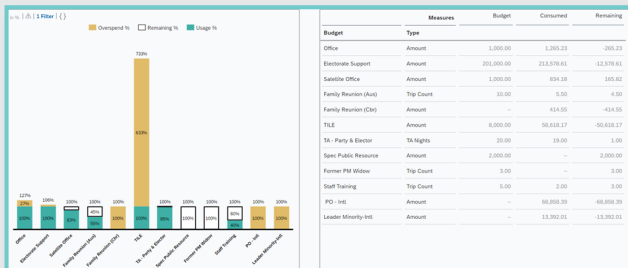 in % | 1 Filter | { }
Overspend % Remaining % Usage %
733%
633%
127%
27%
100%
106%
100%
100%
83%
100%
45%
55%
100%
100%
100%
100%
95%
100%
100%
100%
100%
100%
60%
40%
100%
100%
100%
100%
Office
Electorate Support
Satellite Office
Family Reunion (Aus)
Family Reunion (Cbr)
TILE
TA - Party & Elector
Spec Public Resource
Former PM Widow
Staff Training
PO - Intl
Leader Minority-Intl
Measures Budget Consumed Remaining
Budget Type
Office Amount 1,000.00 1,265.23 -265.23
Electorate Support Amount 201,000.00 213,578.61 -12,578.61
Satellite Office Amount 1,000.00 834.18 165.82
Family Reunion (Aus) Trip Count 10.00 5.50 4.50
Family Reunion (Cbr) Amount – 414.55 -414.55
TILE Amount 8,000.00 58,618.17 -50,618.17
TA - Party & Elector TA Nights 20.00 19.00 1.00
Spec Public Resource Amount 2,000.00 – 2,000.00
Former PM Widow Trip Count 3.00 – 3.00
Staff Training Trip Count 5.00 2.00 3.00
PO - Intl Amount – 68,858.39 -68,858.39
Leader Minority-Intl Amount – 13,392.01 -13,392.01